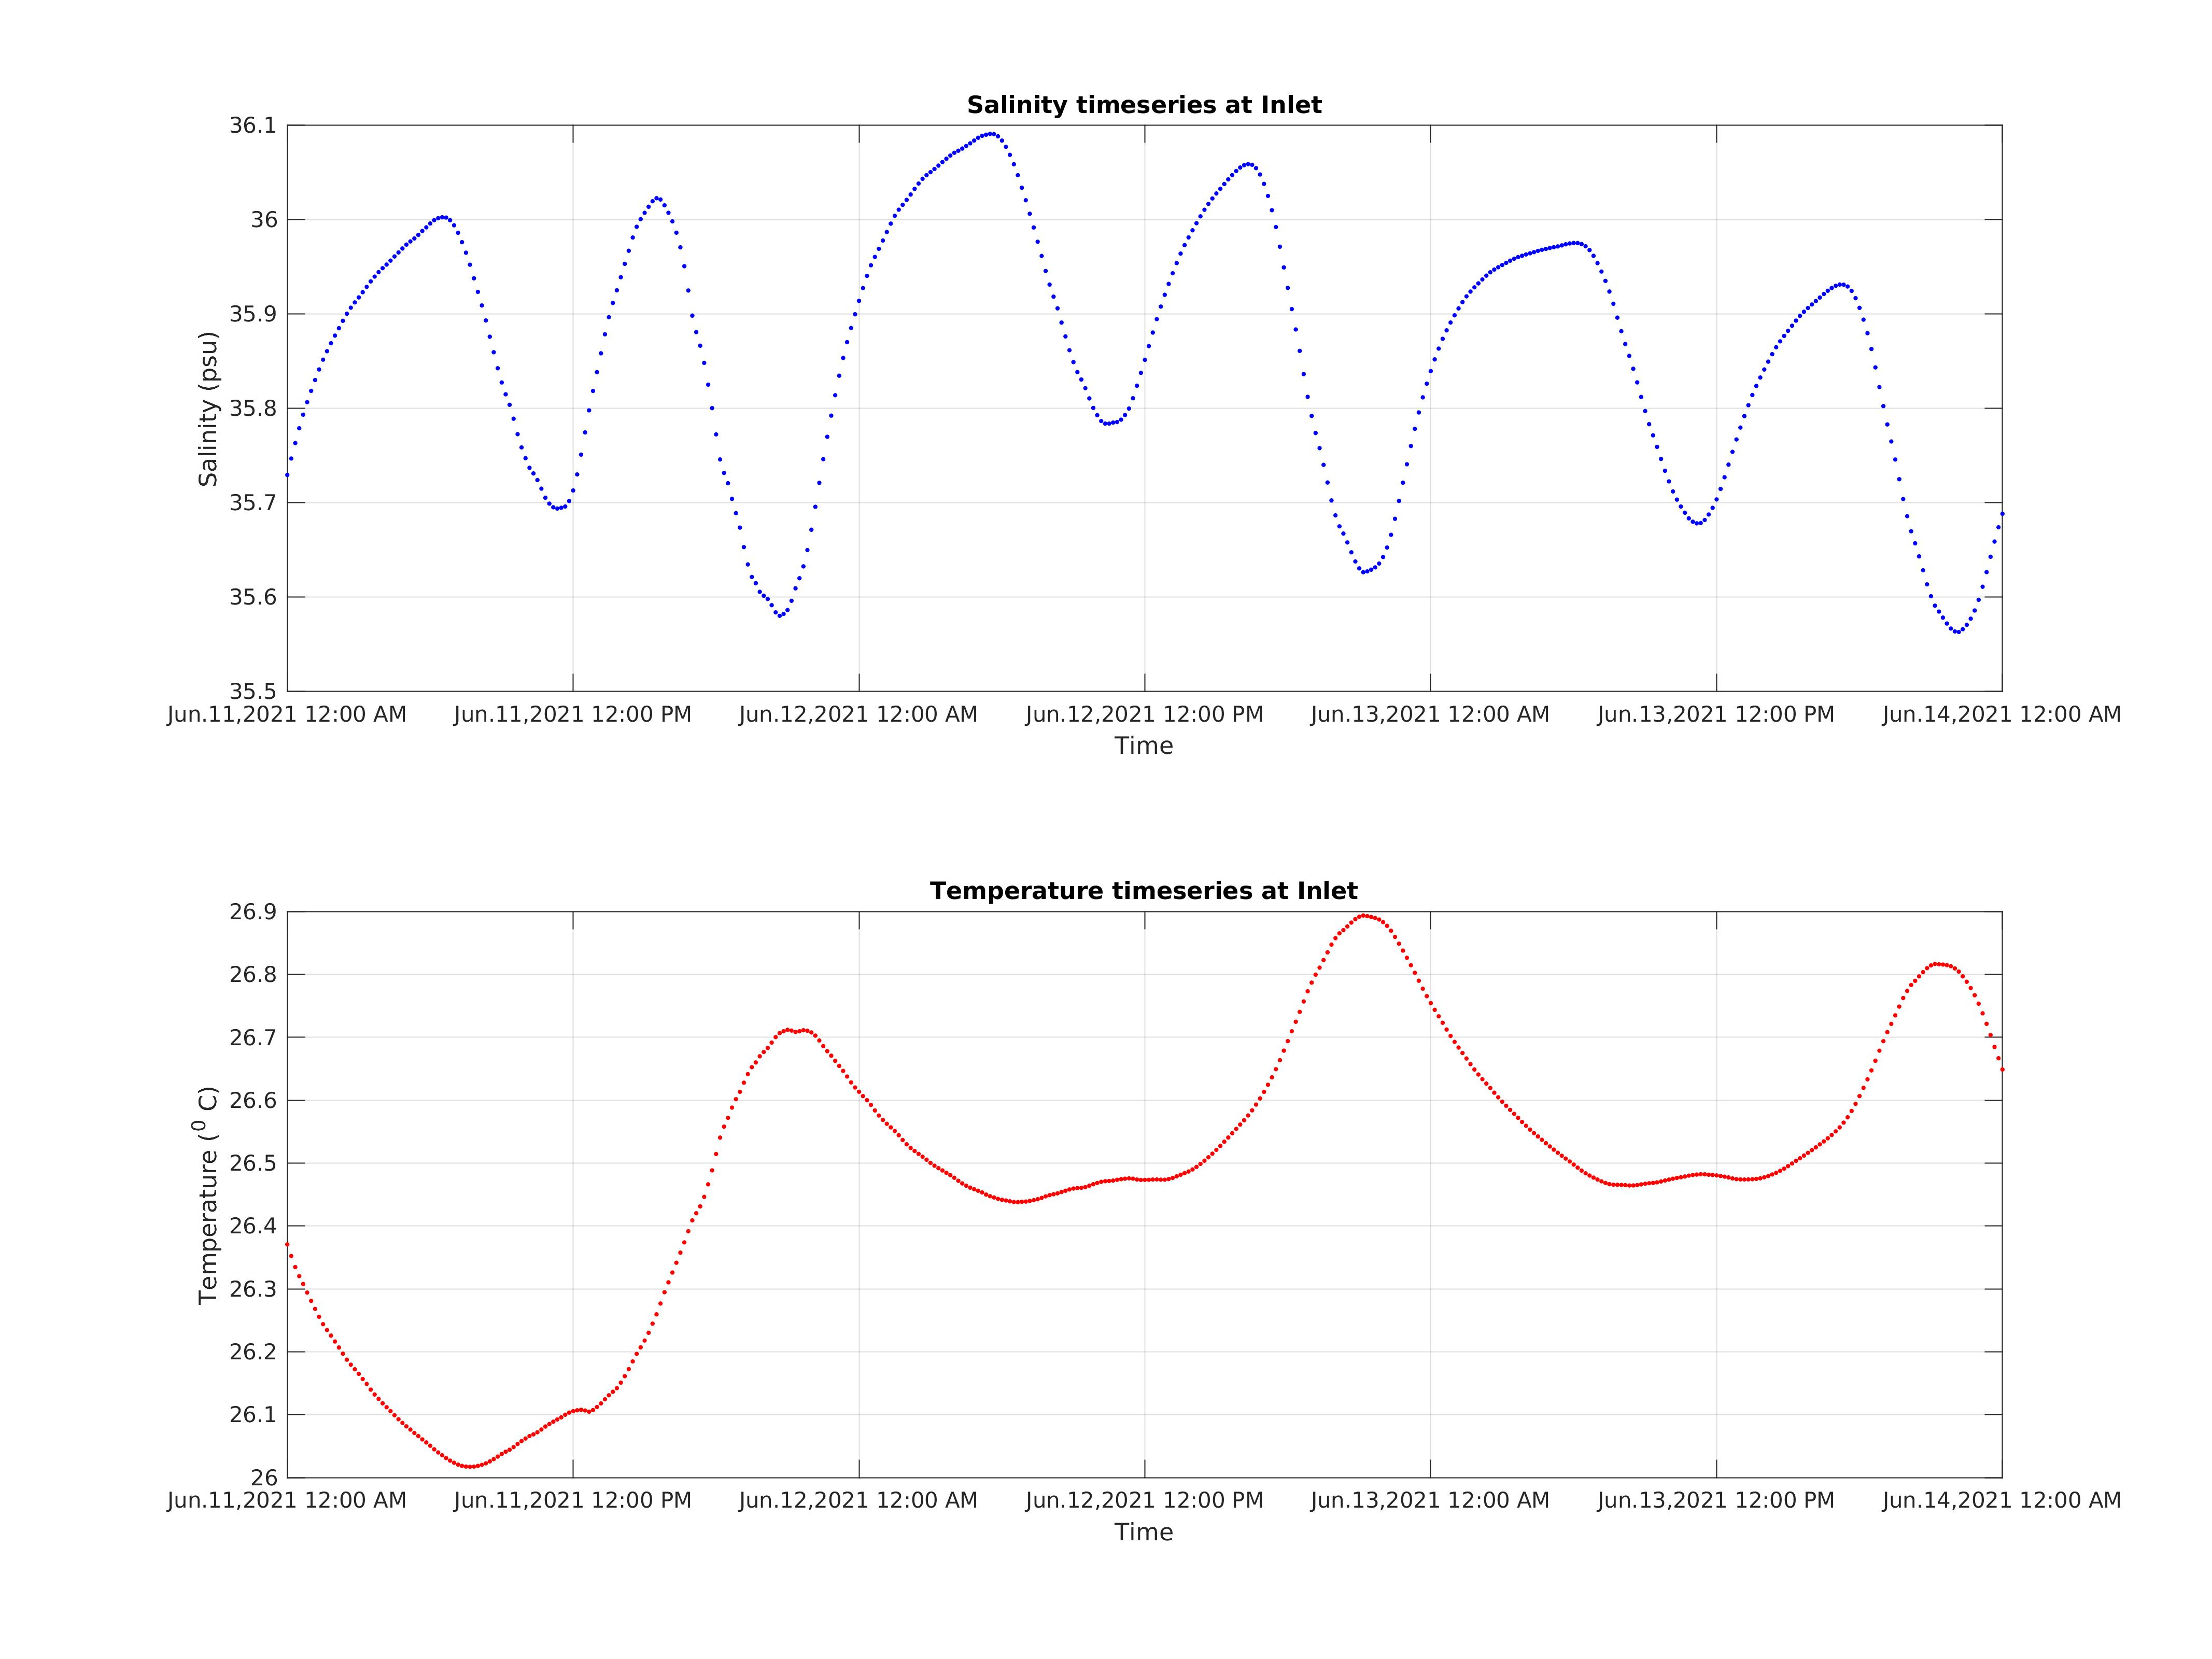 Salinity timeseries at Inlet
36.1
36
35.9
35.8
35.7
35.6
35.5
Salinity (psu)
Jun.11,2021 12:00 AM Jun.11,2021 12:00 PM Jun.12,2021 12:00 AM Jun.12,2021 12:00 PM Jun.13,2021 12:00 AM Jun.13,2021 12:00 PM Jun.14,2021 12:00 AM
Time
Temperature timeseries at Inlet
26.9
26.8
26.7
26.6
26.5
26.4
26.3
26.2
26.1
26
Temperature (⁰ C)
Jun.11,2021 12:00 AM Jun.11,2021 12:00 PM Jun.12,2021 12:00 AM Jun.12,2021 12:00 PM Jun.13,2021 12:00 AM Jun.13,2021 12:00 PM Jun.14,2021 12:00 AM
Time